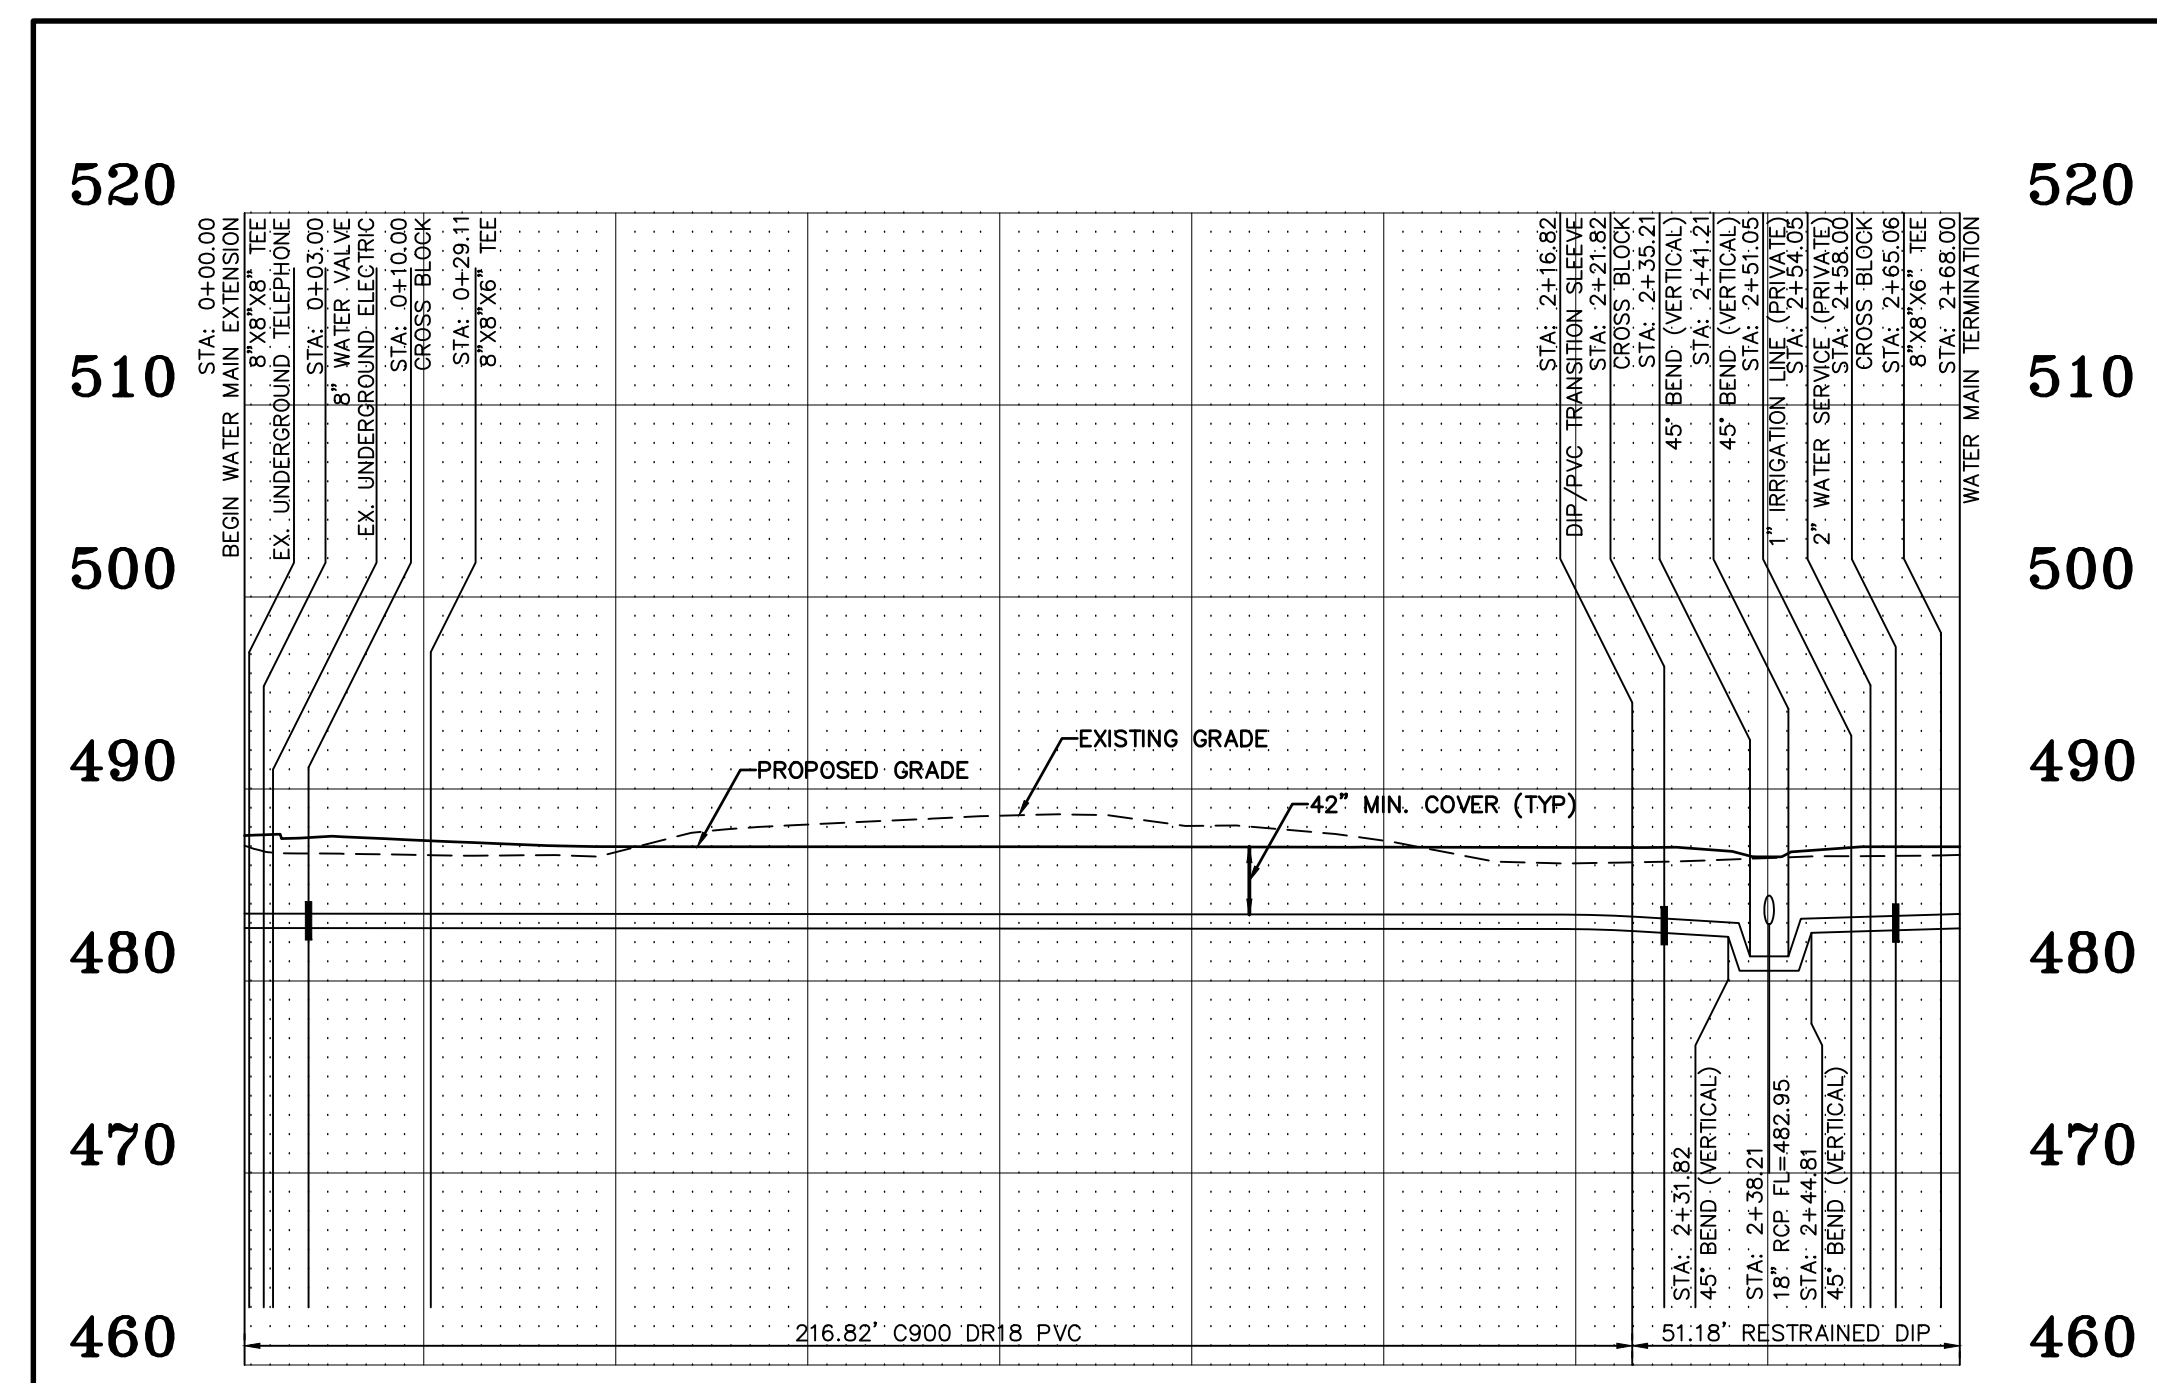 520
510
500
490
480
470
460
STA: 0+00.00
BEGIN WATER MAIN EXTENSION
8"X8"X8" TEE
EX. UNDERGROUND TELEPHONE
STA: 0+03.00
8" WATER VALVE
EX. UNDERGROUND ELECTRIC
STA: 0+10.00
CROSS BLOCK
STA: 0+29.11
8"X8"X6" TEE
STA: 2+16.82
DIP/PVC TRANSITION SLEEVE
STA: 2+21.82
CROSS BLOCK
STA: 2+35.21
45° BEND (VERTICAL)
STA: 2+41.21
45° BEND (VERTICAL)
STA: 2+51.05
1" IRRIGATION LINE (PRIVATE)
STA: 2+54.05
2" WATER SERVICE (PRIVATE)
STA: 2+58.00
CROSS BLOCK
STA: 2+65.06
8"X8"X6" TEE
STA: 2+68.00
WATER MAIN TERMINATION
EXISTING GRADE
PROPOSED GRADE
42" MIN. COVER (TYP)
STA: 2+31.82
45° BEND (VERTICAL)
STA: 2+38.21
18" RCP FL=482.95
STA: 2+44.81
45° BEND (VERTICAL)
216.82' C900 DR18 PVC
51.18' RESTRAINED DIP
520
510
500
490
480
470
460